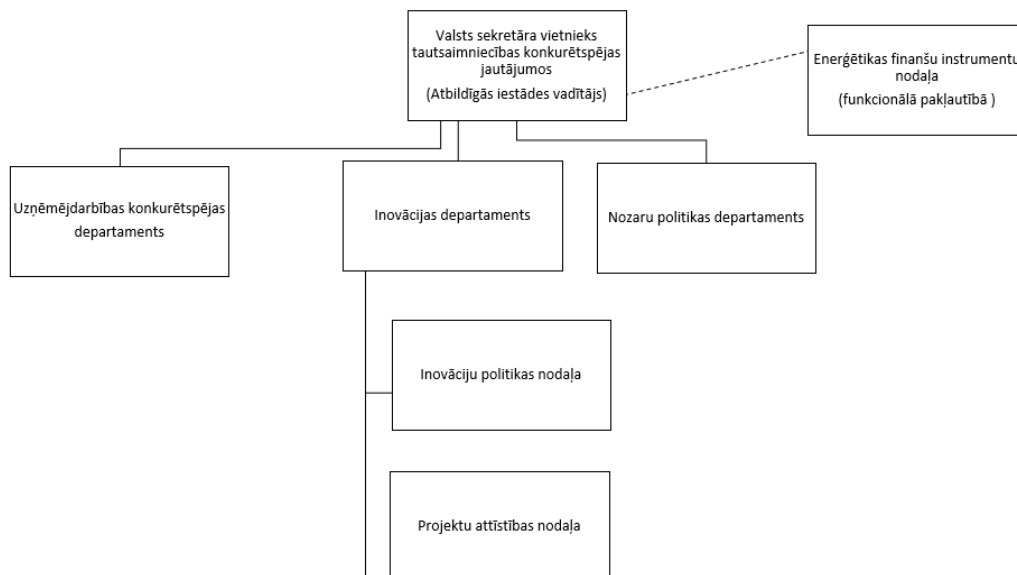 Valsts sekretāra vietnieks
tautsaimniecības konkurētspējas
jautājumos
(Atbildīgās iestādes vadītājs)
Enerģētikas finanšu instrumentu
nodaļa
(funkcionālā pakļautībā )
Uzņēmējdarbības konkurētspējas
departaments
Inovācijas departaments
Nozaru politikas departaments
Inovāciju politikas nodaļa
Projektu attīstības nodaļa